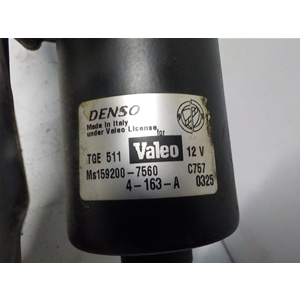 DENSO
Made in Italy
under Valeo License
for
TGE 511 Valeo 12 V
Ms159200-7560 C757
4-163-A 0325